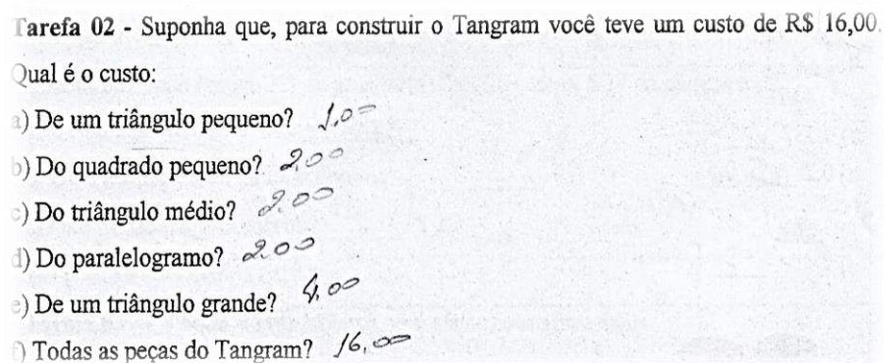 Tarefa 02 - Suponha que, para construir o Tangram você teve um custo de R$ 16,00.
Qual é o custo:
a) De um triângulo pequeno? 1,00
b) Do quadrado pequeno? 2,00
c) Do triângulo médio? 2,00
d) Do paralelogramo? 2,00
e) De um triângulo grande? 4,00
f) Todas as peças do Tangram? 16,00